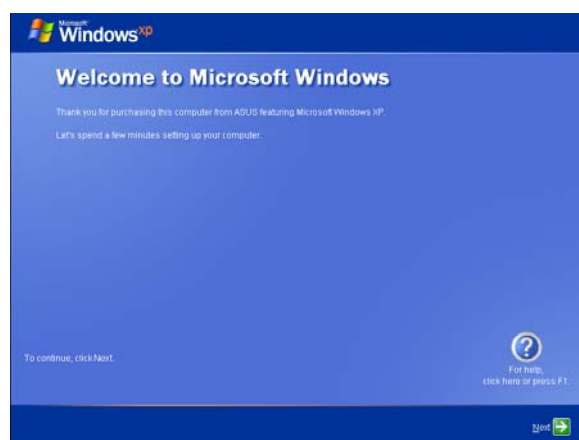 Microsoft
Windows xp
Welcome to Microsoft Windows
Thank you for purchasing this computer from ASUS featuring Microsoft Windows XP.
Let's spend a few minutes setting up your computer.
To continue, click Next.
For help,
click here or press F1.
Next